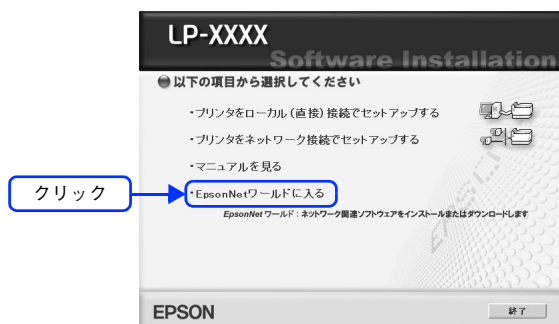 LP-XXXX
Software Installation
以下の項目から選択してください
・プリンタをローカル（直接）接続でセットアップする
・プリンタをネットワーク接続でセットアップする
・マニュアルを見る
クリック
・EpsonNetワールドに入る
EpsonNet ワールド：ネットワーク関連ソフトウェアをインストールまたはダウンロードします
EPSON
終了